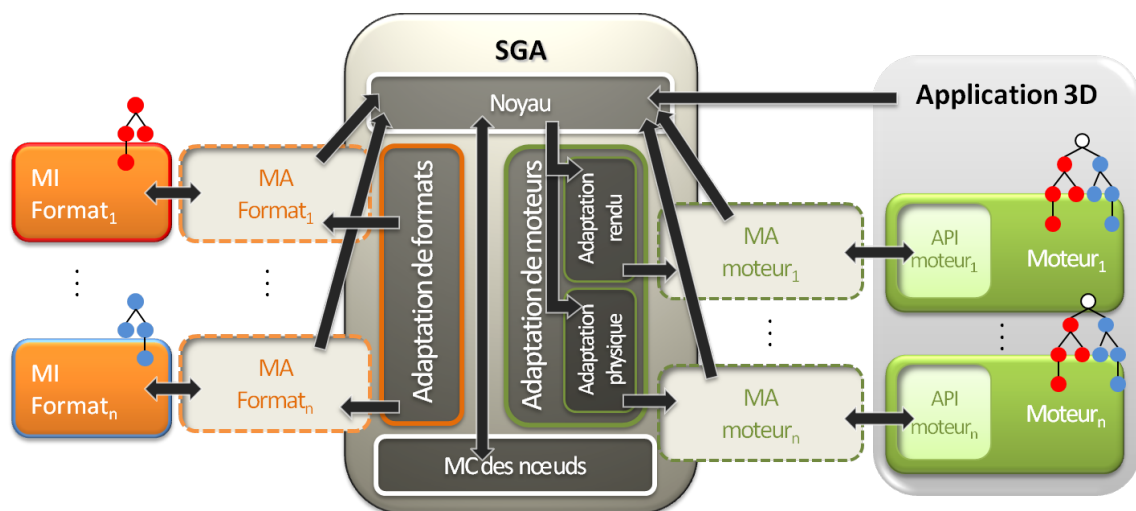 SGA
Noyau
Application 3D
MI
Format₁
MA
Format₁
Adaptation de formats
Adaptation de moteurs
Adaptation
rendu
Adaptation
physique
MA
moteur₁
API
moteur₁
Moteur₁
⋮
⋮
⋮
⋮
MI
Formatₙ
MA
Formatₙ
MA
moteurₙ
API
moteurₙ
Moteurₙ
MC des nœuds